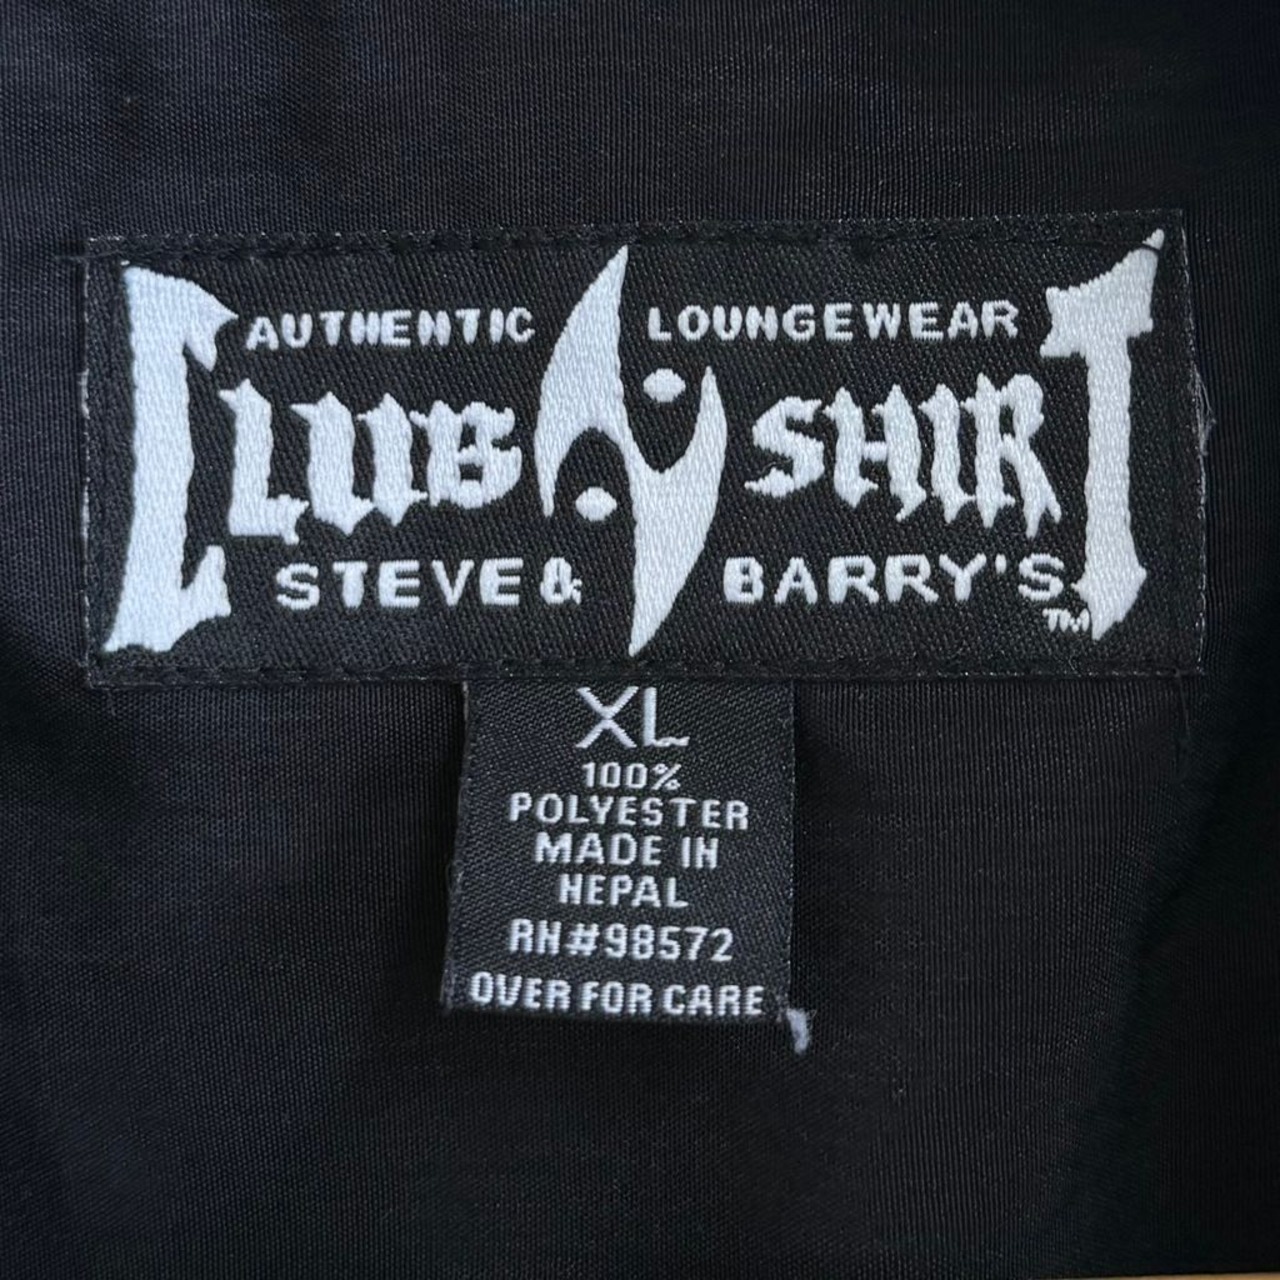 AUTHENTIC LOUNGEWEAR
CLUB SHIRT
STEVE & BARRY'S TM
XL
100%
POLYESTER
MADE IN
NEPAL
RN#98572
OVER FOR CARE